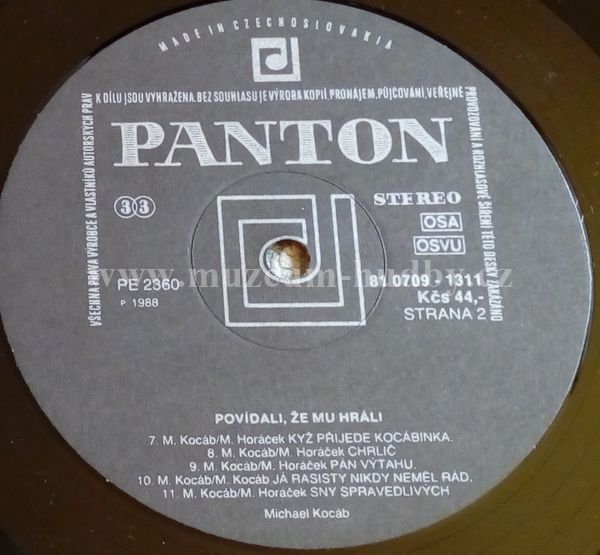 MADE IN CZECHOSLOVAKIA
VŠECHNA PRÁVA VÝROBCE A VLASTNÍKŮ AUTORSKÝCH PRÁV
K DÍLU JSOU VYHRAŽENA. BEZ SOUHLASU JE VÝROBA KOPIÍ, PRONÁJEM, PŮJČOVÁNÍ, VEŘEJNÉ
PROVOZOVÁNÍ A ROZHLASOVÉ ŠÍŘENÍ TÉTO DESKY ZAKÁZÁNO
PANTON
33
STEREO
OSA
OSVU
www.muzeum-hudby.cz
PE 2360
P 1988
81 0709 - 1311
Kčs 44,-
STRANA 2
POVÍDALI, ŽE MU HRÁLI
7. M. Kocáb/M. Horáček KYŽ PŘIJEDE KOCÁBINKA.
8. M. Kocáb/M. Horáček CHRLIČ
9. M. Kocáb/M. Horáček PÁN VÝTAHU.
10. M. Kocáb/M. Kocáb JÁ RASISTY NIKDY NEMĚL RÁD.
11. M. Kocáb/M. Horáček SNY SPRAVEDLIVÝCH
Michael Kocáb